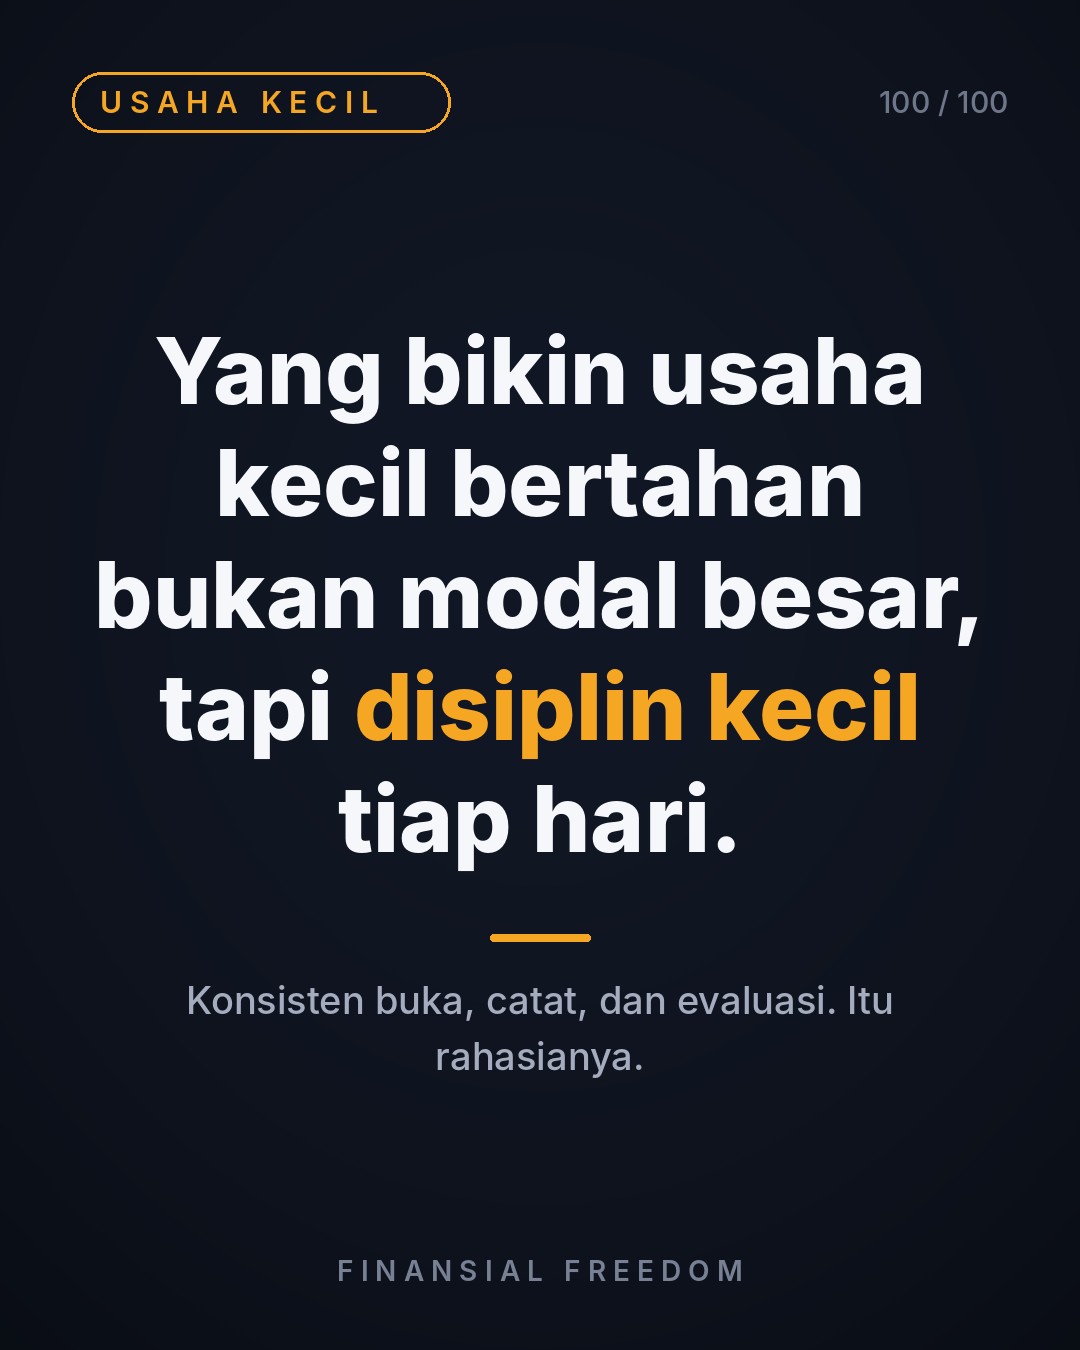 USAHA KECIL
100 / 100
Yang bikin usaha
kecil bertahan
bukan modal besar,
tapi disiplin kecil
tiap hari.
Konsisten buka, catat, dan evaluasi. Itu
rahasianya.
FINANSIAL FREEDOM